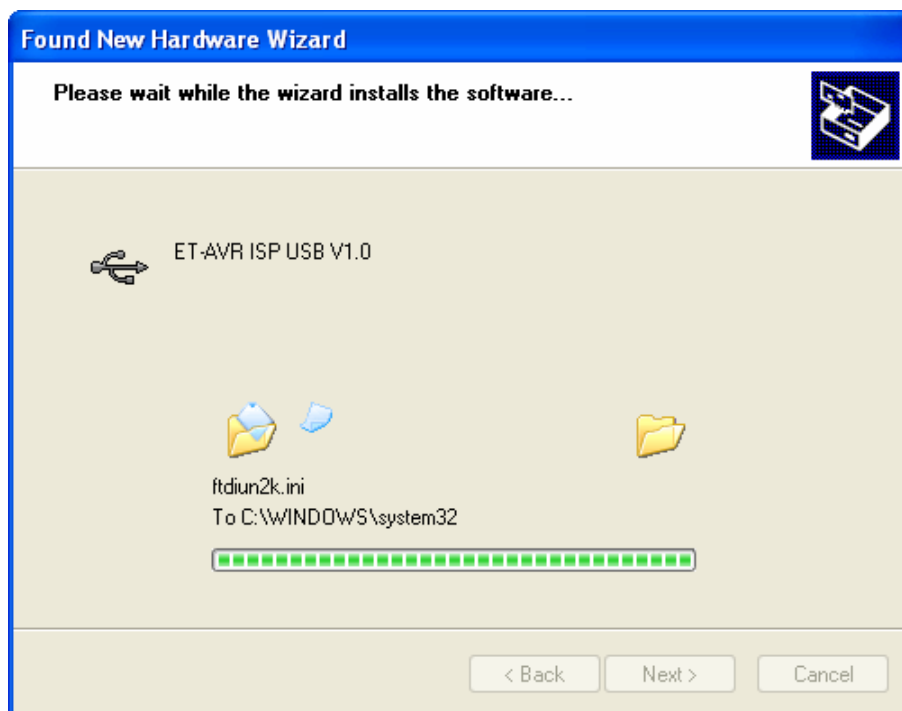 Found New Hardware Wizard
Please wait while the wizard installs the software...
ET-AVR ISP USB V1.0
ftdiun2k.ini
To C:\WINDOWS\system32
< Back
Next >
Cancel